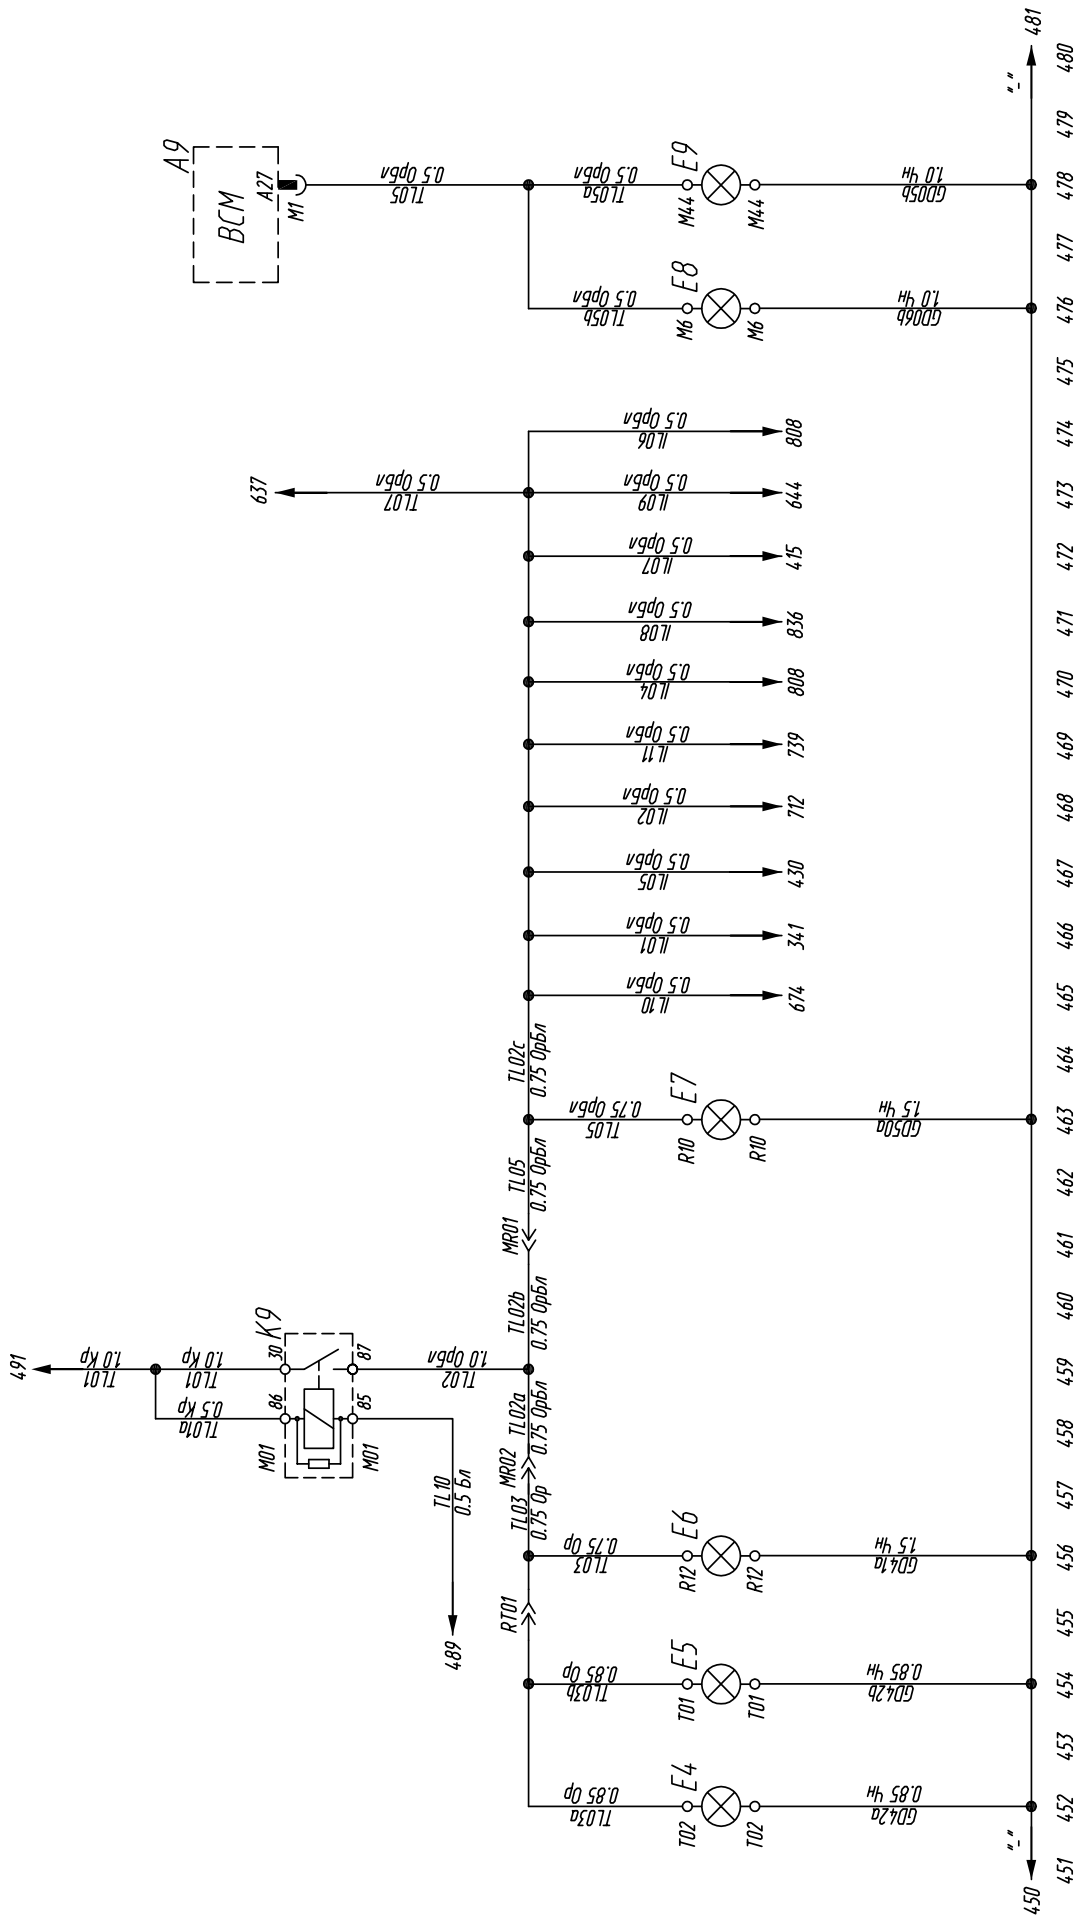 491
TL01
1.0 Кр
TL01
1.0 Кр
TL01a
0.5 Кр
K9
30
87
86
85
M01
M01
TL02
1.0 ОрБл
TL10
0.5 Бл
489
TL03a
0.85 Ор
TL03b
0.85 Ор
RT01
TL03
0.75 Ор
TL03
0.75 Ор
MR02
TL02a
0.75 ОрБл
TL02b
0.75 ОрБл
MR01
TL05
0.75 ОрБл
TL05
0.75 ОрБл
TL02c
0.75 ОрБл
IL10
0.5 ОрБл
674
IL01
0.5 ОрБл
341
IL05
0.5 ОрБл
430
IL02
0.5 ОрБл
712
IL11
0.5 ОрБл
739
IL04
0.5 ОрБл
808
IL08
0.5 ОрБл
836
IL07
0.5 ОрБл
415
TL07
0.5 ОрБл
637
IL09
0.5 ОрБл
644
IL06
0.5 ОрБл
808
A9
BCM
A27
M1
TL05
0.5 ОрБл
TL05b
0.5 ОрБл
TL05a
0.5 ОрБл
T02
E4
T02
T01
E5
T01
R12
E6
R12
R10
E7
R10
M6
E8
M6
M44
E9
M44
GD42a
0.85 Чн
GD42b
0.85 Чн
GD41a
1.5 Чн
GD50a
1.5 Чн
GD06b
1.0 Чн
GD05b
1.0 Чн
450
"-"
"-"
481
451
452
453
454
455
456
457
458
459
460
461
462
463
464
465
466
467
468
469
470
471
472
473
474
475
476
477
478
479
480